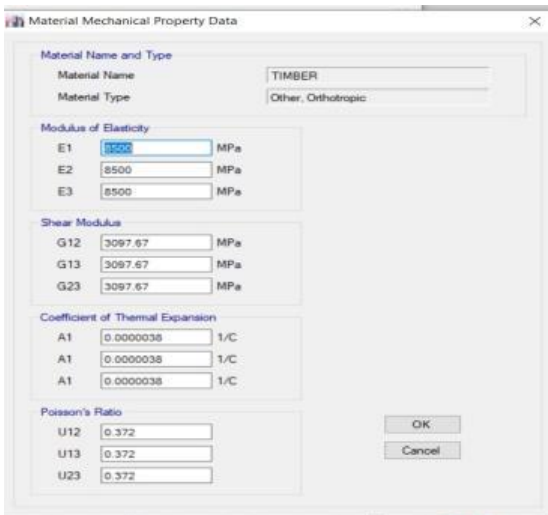 Material Mechanical Property Data
Material Name and Type
Material Name TIMBER
Material Type Other, Orthotropic
Modulus of Elasticity
E1 8500 MPa
E2 8500 MPa
E3 8500 MPa
Shear Modulus
G12 3097.67 MPa
G13 3097.67 MPa
G23 3097.67 MPa
Coefficient of Thermal Expansion
A1 0.0000038 1/C
A1 0.0000038 1/C
A1 0.0000038 1/C
Poisson's Ratio
U12 0.372
U13 0.372
U23 0.372
OK
Cancel